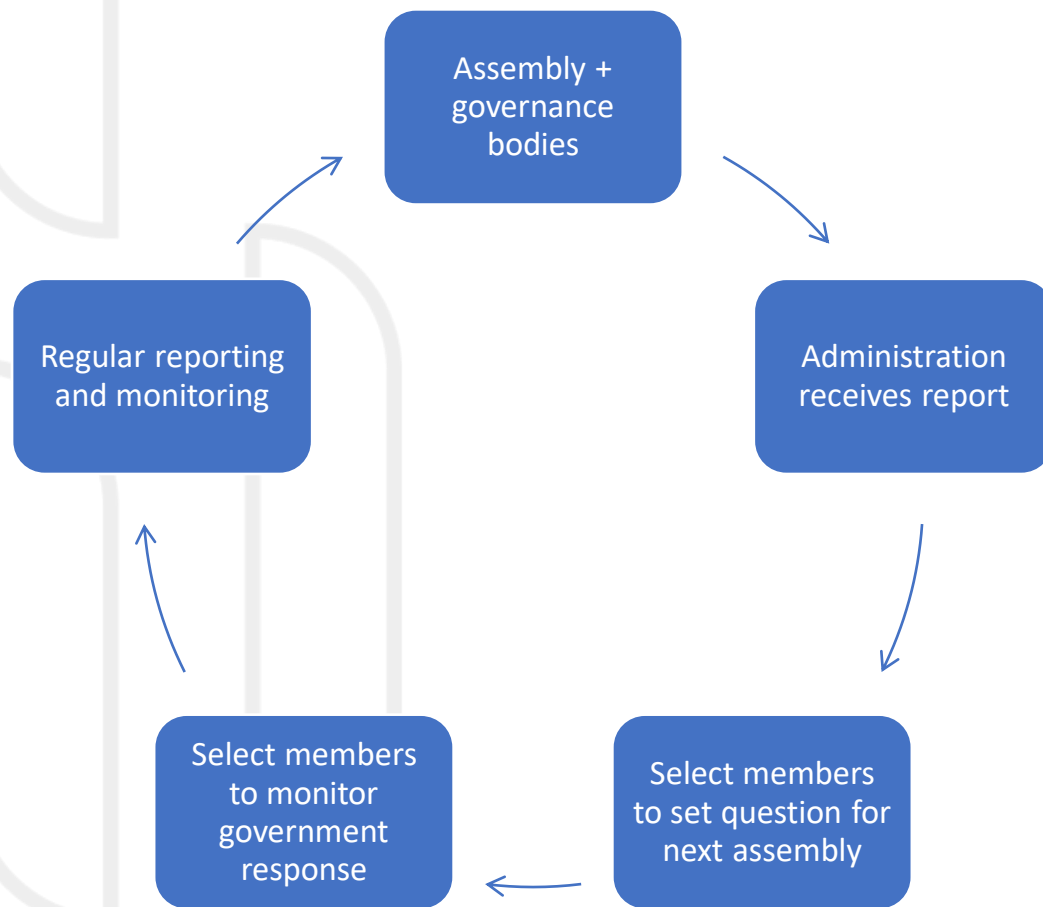 Assembly +
governance
bodies
Administration
receives report
Select members
to set question for
next assembly
Select members
to monitor
government
response
Regular reporting
and monitoring